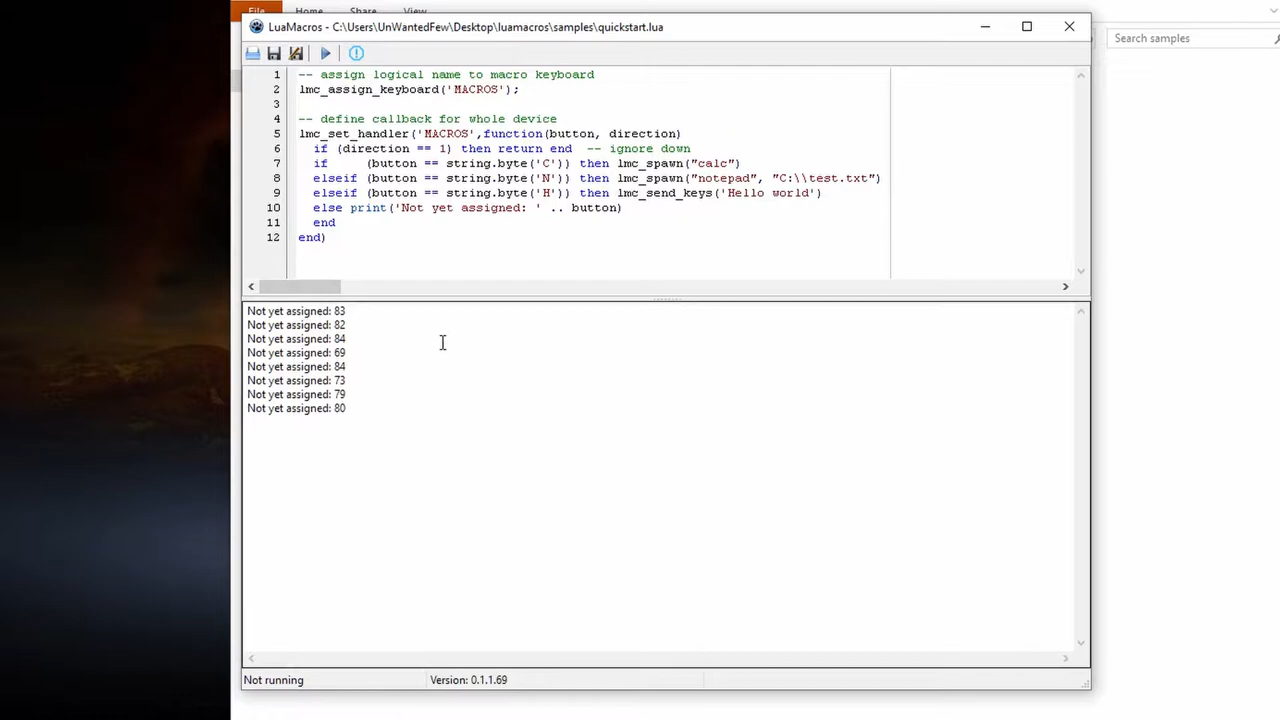 File Home Share View
LuaMacros - C:\Users\UnWantedFew\Desktop\luamacros\samples\quickstart.lua
Search samples
1 -- assign logical name to macro keyboard
2 lmc_assign_keyboard('MACROS');
3
4 -- define callback for whole device
5 lmc_set_handler('MACROS',function(button, direction)
6 if (direction == 1) then return end -- ignore down
7 if (button == string.byte('C')) then lmc_spawn("calc")
8 elseif (button == string.byte('N')) then lmc_spawn("notepad", "C:\\test.txt")
9 elseif (button == string.byte('H')) then lmc_send_keys('Hello world')
10 else print('Not yet assigned: ' .. button)
11 end
12 end)
Not yet assigned: 83
Not yet assigned: 82
Not yet assigned: 84
Not yet assigned: 69
Not yet assigned: 84
Not yet assigned: 73
Not yet assigned: 79
Not yet assigned: 80
Not running Version: 0.1.1.69